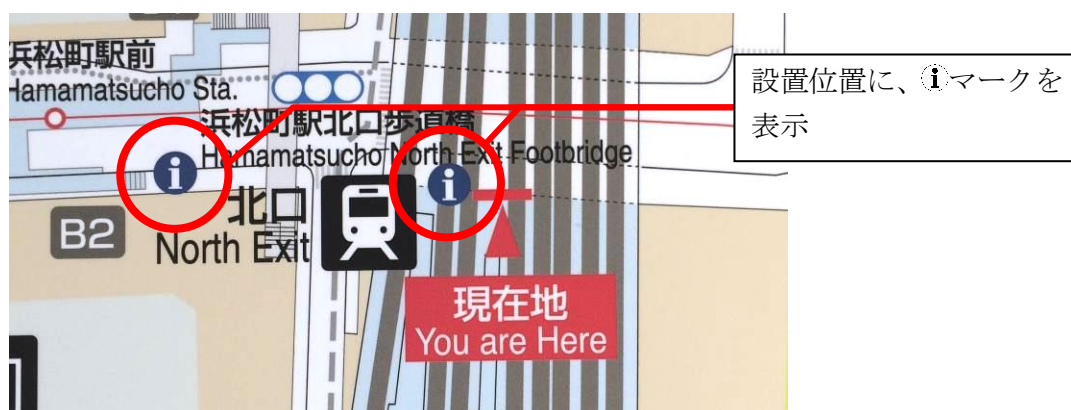 浜松町駅前
Hamamatsucho Sta.
浜松町駅北口歩道橋
Hamamatsucho North Exit Footbridge
i
i
北口
North Exit
B2
現在地
You are Here
設置位置に、ⓘマークを
表示